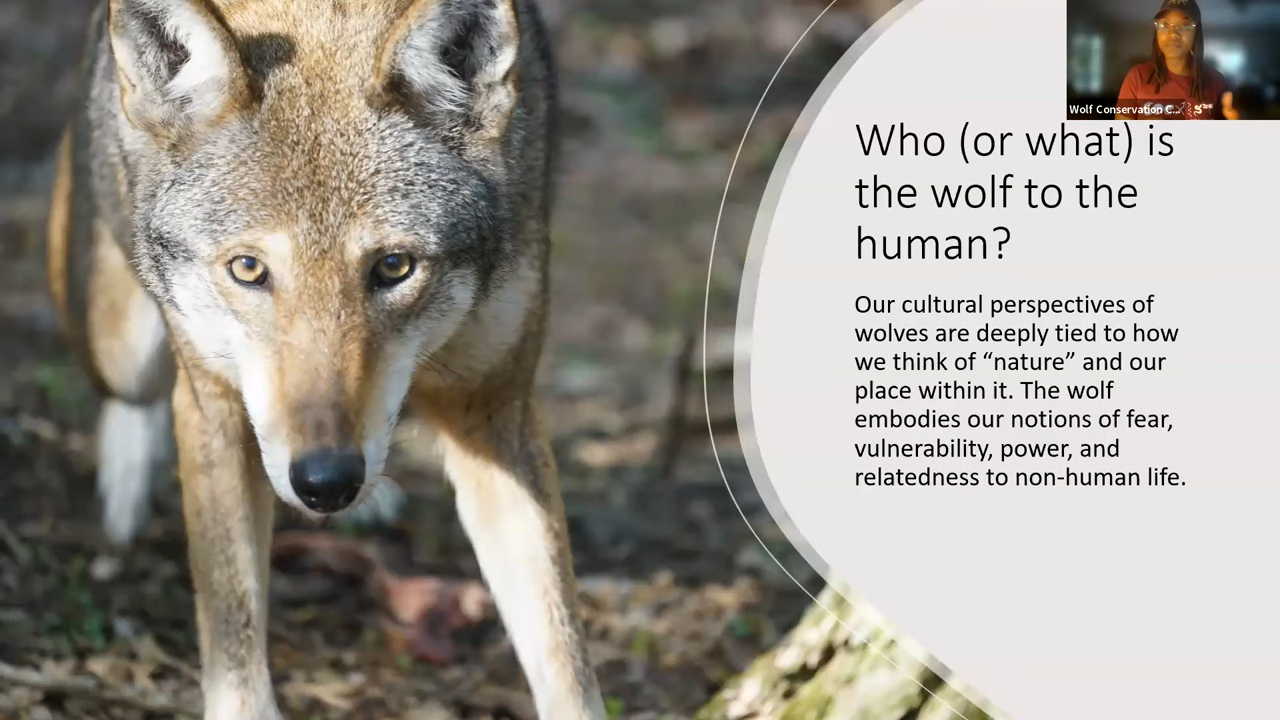 Wolf Conservation C...
Who (or what) is
the wolf to the
human?
Our cultural perspectives of
wolves are deeply tied to how
we think of “nature” and our
place within it. The wolf
embodies our notions of fear,
vulnerability, power, and
relatedness to non-human life.